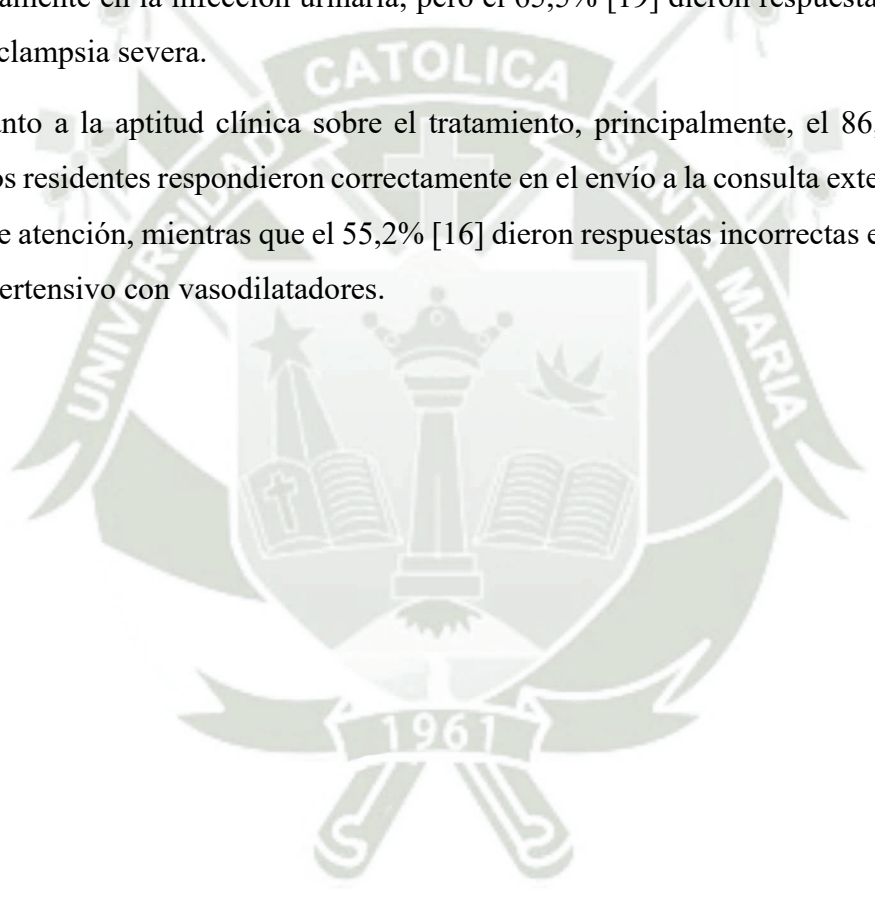 amente en la infección urinaria, pero el 65,5% [19] dieron respuesta
clampsia severa.
nto a la aptitud clínica sobre el tratamiento, principalmente, el 86,
os residentes respondieron correctamente en el envío a la consulta exte
e atención, mientras que el 55,2% [16] dieron respuestas incorrectas e
pertensivo con vasodilatadores.
UNIVERSIDAD CATOLICA SANTA MARIA
1961